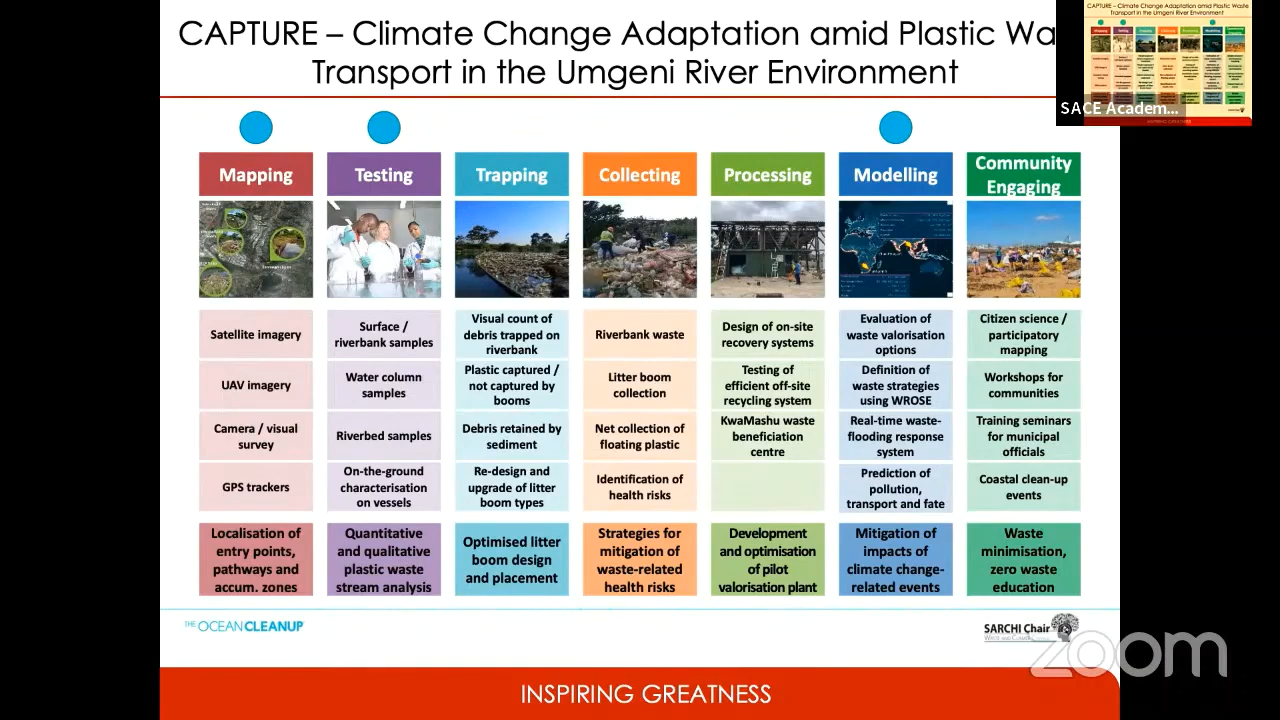 CAPTURE – Climate Change Adaptation amid Plastic Wa
Transport in the Umgeni River Environment
SACE Academ...
Mapping
Testing
Trapping
Collecting
Processing
Modelling
Community
Engaging
Satellite imagery
Surface /
riverbank samples
Visual count of
debris trapped on
riverbank
Riverbank waste
Design of on-site
recovery systems
Evaluation of
waste valorisation
options
Citizen science /
participatory
mapping
UAV imagery
Water column
samples
Plastic captured /
not captured by
booms
Litter boom
collection
Testing of
efficient off-site
recycling system
Definition of
waste strategies
using WROSE
Workshops for
communities
Camera / visual
survey
Riverbed samples
Debris retained by
sediment
Net collection of
floating plastic
KwaMashu waste
beneficiation
centre
Real-time waste-
flooding response
system
Training seminars
for municipal
officials
GPS trackers
On-the-ground
characterisation
on vessels
Re-design and
upgrade of litter
boom types
Identification of
health risks
Prediction of
pollution,
transport and fate
Coastal clean-up
events
Localisation of
entry points,
pathways and
accum. zones
Quantitative
and qualitative
plastic waste
stream analysis
Optimised litter
boom design
and placement
Strategies for
mitigation of
waste-related
health risks
Development
and optimisation
of pilot
valorisation plant
Mitigation of
impacts of
climate change-
related events
Waste
minimisation,
zero waste
education
THE OCEAN CLEANUP
SARCHI Chair
zoom
INSPIRING GREATNESS